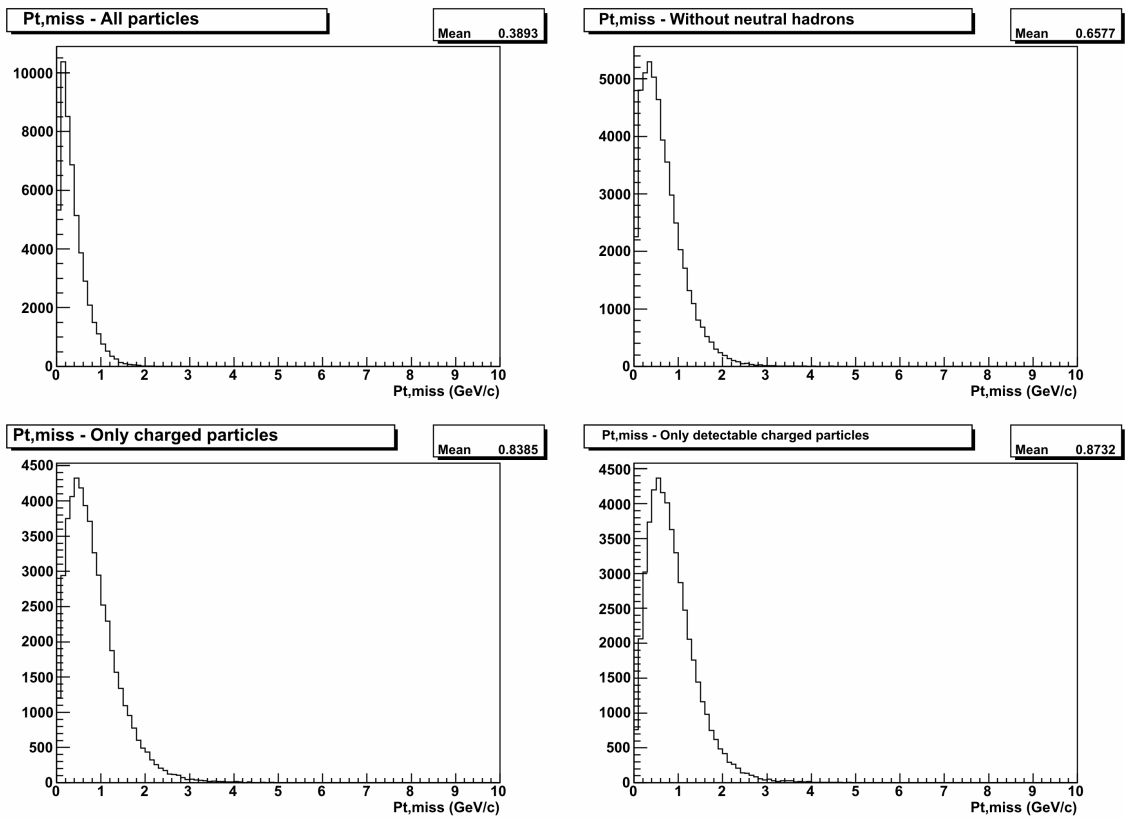 Pt,miss - All particles
Mean 0.3893
10000
8000
6000
4000
2000
0
0 1 2 3 4 5 6 7 8 9 10
Pt,miss (GeV/c)
Pt,miss - Without neutral hadrons
Mean 0.6577
5000
4000
3000
2000
1000
0
0 1 2 3 4 5 6 7 8 9 10
Pt,miss (GeV/c)
Pt,miss - Only charged particles
Mean 0.8385
4500
4000
3500
3000
2500
2000
1500
1000
500
0
0 1 2 3 4 5 6 7 8 9 10
Pt,miss (GeV/c)
Pt,miss - Only detectable charged particles
Mean 0.8732
4500
4000
3500
3000
2500
2000
1500
1000
500
0
0 1 2 3 4 5 6 7 8 9 10
Pt,miss (GeV/c)